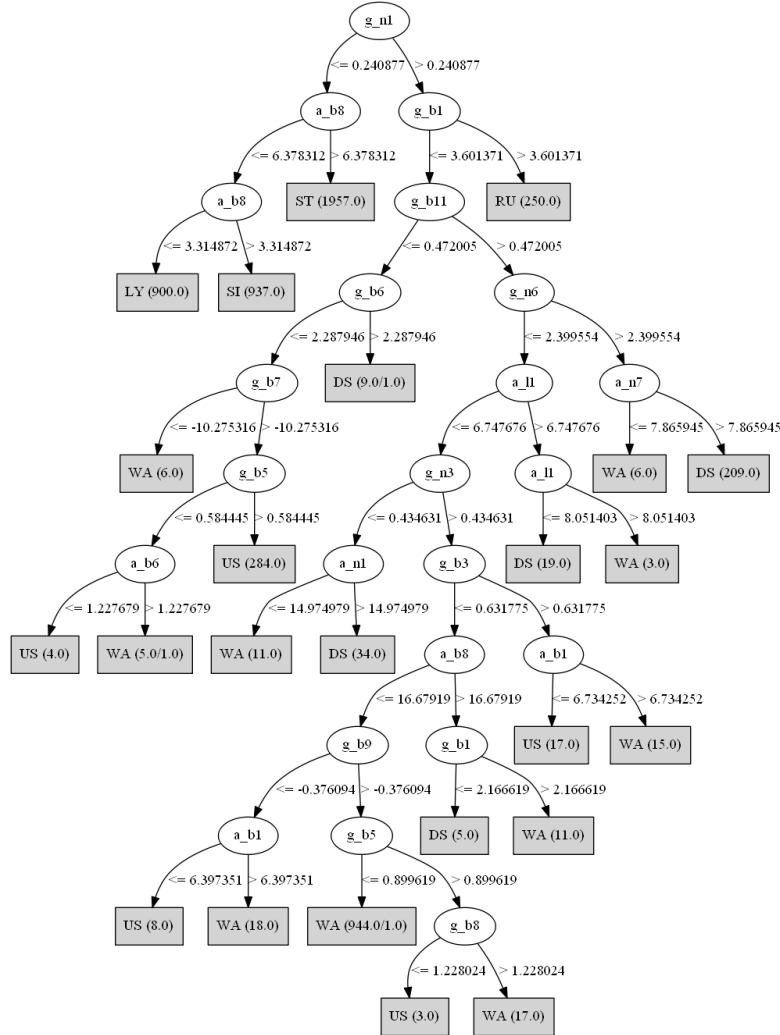 g_n1
<= 0.240877 > 0.240877
a_b8 g_b1
<= 6.378312 > 6.378312 <= 3.601371 > 3.601371
a_b8 ST (1957.0) g_b11 RU (250.0)
<= 3.314872 > 3.314872 <= 0.472005 > 0.472005
LY (900.0) SI (937.0) g_b6 g_n6
<= 2.287946 > 2.287946 <= 2.399554 > 2.399554
g_b7 DS (9.0/1.0) a_l1 a_n7
<= -10.275316 > -10.275316 <= 6.747676 > 6.747676 <= 7.865945 > 7.865945
WA (6.0) g_b5 g_n3 a_l1 WA (6.0) DS (209.0)
<= 0.584445 > 0.584445 <= 0.434631 > 0.434631 <= 8.051403 > 8.051403
a_b6 US (284.0) a_n1 g_b3 DS (19.0) WA (3.0)
<= 1.227679 > 1.227679 <= 14.974979 > 14.974979 <= 0.631775 > 0.631775
US (4.0) WA (5.0/1.0) WA (11.0) DS (34.0) a_b8 a_b1
<= 16.67919 > 16.67919 <= 6.734252 > 6.734252
g_b9 g_b1 US (17.0) WA (15.0)
<= -0.376094 > -0.376094 <= 2.166619 > 2.166619
a_b1 g_b5 DS (5.0) WA (11.0)
<= 6.397351 > 6.397351 <= 0.899619 > 0.899619
US (8.0) WA (18.0) WA (944.0/1.0) g_b8
<= 1.228024 > 1.228024
US (3.0) WA (17.0)